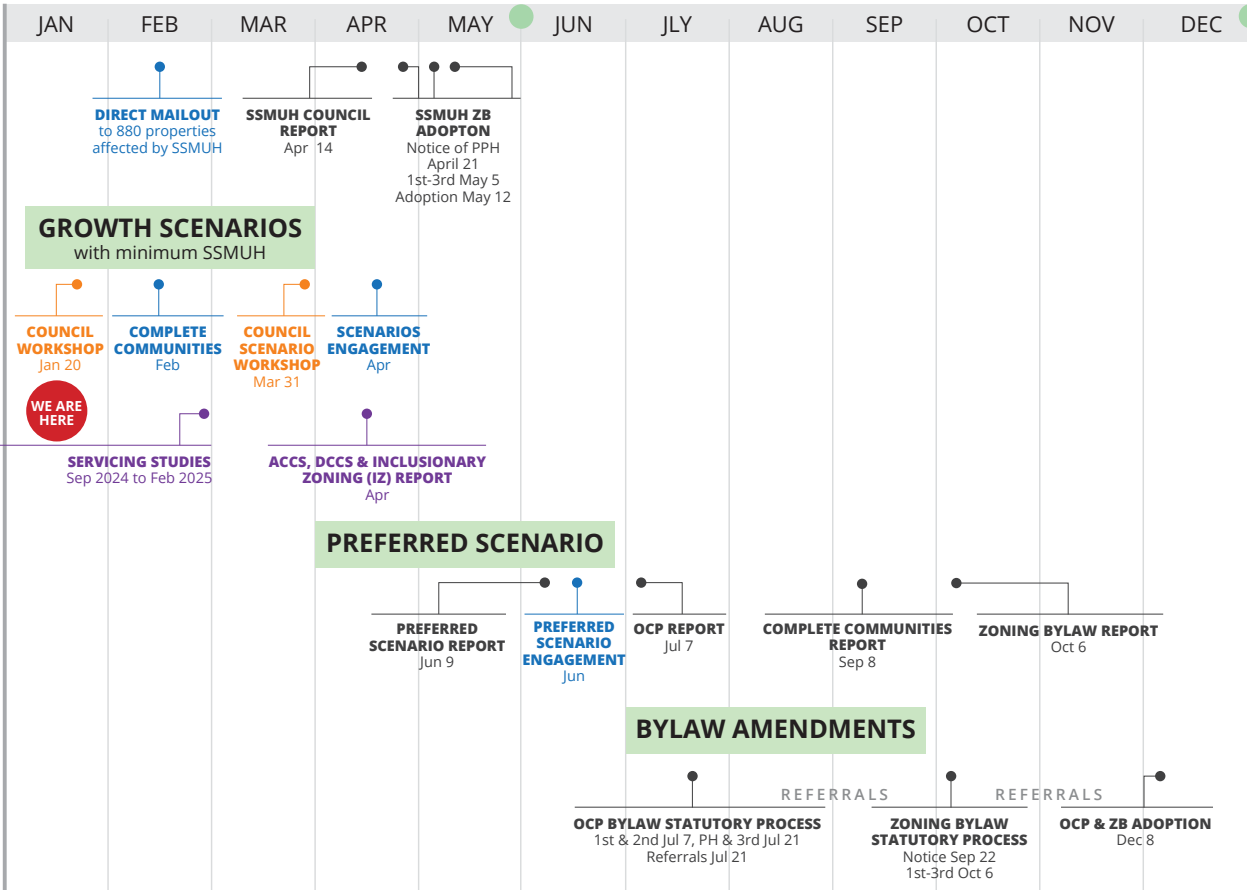 JAN FEB MAR APR MAY JUN JLY AUG SEP OCT NOV DEC
DIRECT MAILOUT
to 880 properties
affected by SSMUH
SSMUH COUNCIL
REPORT
Apr 14
SSMUH ZB
ADOPTON
Notice of PPH
April 21
1st-3rd May 5
Adoption May 12
GROWTH SCENARIOS
with minimum SSMUH
COUNCIL
WORKSHOP
Jan 20
COMPLETE
COMMUNITIES
Feb
COUNCIL
SCENARIO
WORKSHOP
Mar 31
SCENARIOS
ENGAGEMENT
Apr
WE ARE
HERE
SERVICING STUDIES
Sep 2024 to Feb 2025
ACCS, DCCS & INCLUSIONARY
ZONING (IZ) REPORT
Apr
PREFERRED SCENARIO
PREFERRED
SCENARIO REPORT
Jun 9
PREFERRED
SCENARIO
ENGAGEMENT
Jun
OCP REPORT
Jul 7
COMPLETE COMMUNITIES
REPORT
Sep 8
ZONING BYLAW REPORT
Oct 6
BYLAW AMENDMENTS
REFERRALS
REFERRALS
OCP BYLAW STATUTORY PROCESS
1st & 2nd Jul 7, PH & 3rd Jul 21
Referrals Jul 21
ZONING BYLAW
STATUTORY PROCESS
Notice Sep 22
1st-3rd Oct 6
OCP & ZB ADOPTION
Dec 8